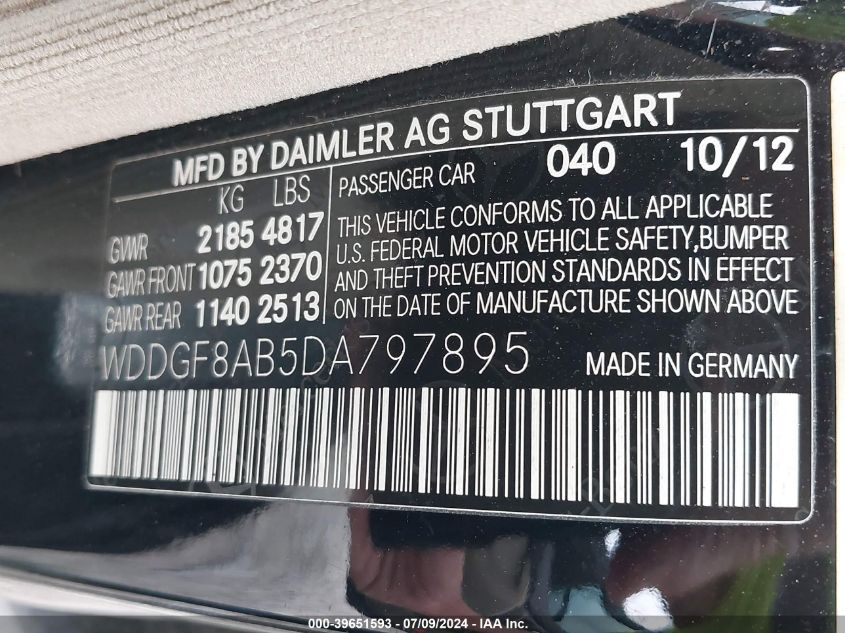 MFD BY DAIMLER AG STUTTGART
KG LBS
GVWR 2185 4817
GAWR FRONT 1075 2370
GAWR REAR 1140 2513
PASSENGER CAR 040 10/12
THIS VEHICLE CONFORMS TO ALL APPLICABLE
U.S. FEDERAL MOTOR VEHICLE SAFETY,BUMPER
AND THEFT PREVENTION STANDARDS IN EFFECT
ON THE DATE OF MANUFACTURE SHOWN ABOVE
WDDGF8AB5DA797895 MADE IN GERMANY
000-39651593 - 07/09/2024 - IAA, Inc.